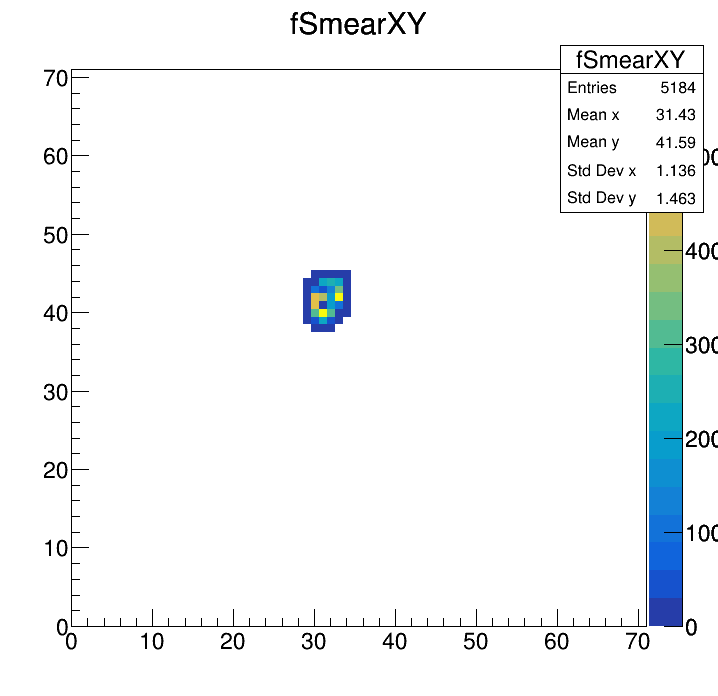 fSmearXY
fSmearXY
Entries 5184
Mean x 31.43
Mean y 41.59
Std Dev x 1.136
Std Dev y 1.463
70
60
50
40
30
20
10
0
0 10 20 30 40 50 60 70
400
300
200
100
0